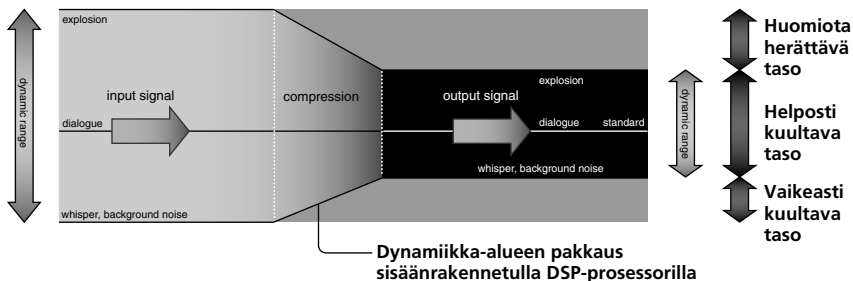 explosion
dynamic range
input signal
compression
dialogue
whisper, background noise
explosion
output signal
dialogue
standard
whisper, background noise
dynamic range
Huomiota
herättävä
taso
Helposti
kuultava
taso
Vaikeasti
kuultava
taso
Dynamiikka-alueen pakkaus
sisäänrakennetulla DSP-prosessorilla